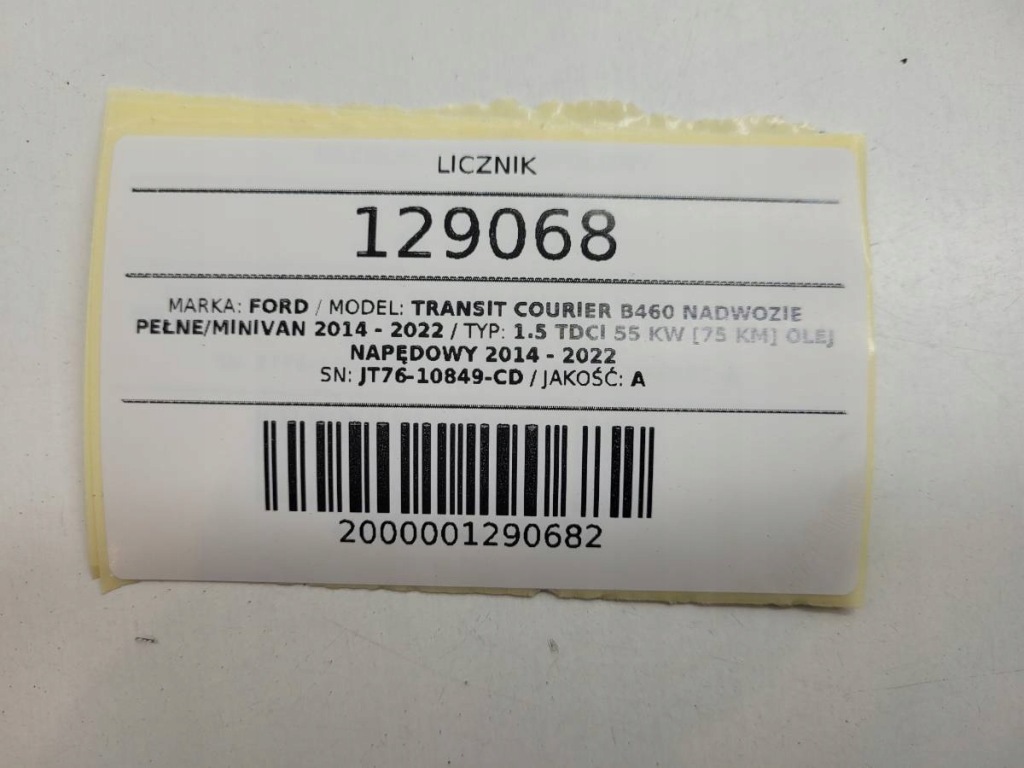 LICZNIK
129068
MARKA: FORD / MODEL: TRANSIT COURIER B460 NADWOZIE
PEŁNE/MINIVAN 2014 - 2022 / TYP: 1.5 TDCI 55 KW [75 KM] OLEJ
NAPĘDOWY 2014 - 2022
SN: JT76-10849-CD / JAKOŚĆ: A
2000001290682